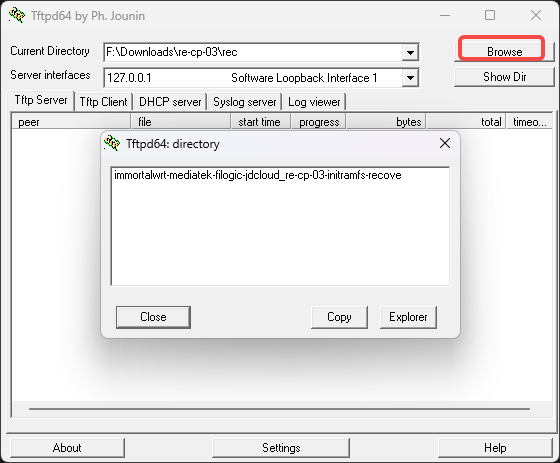 Tftpd64 by Ph. Jounin
Current Directory F:\Downloads\re-cp-03\rec Browse
Server interfaces 127.0.0.1 Software Loopback Interface 1 Show Dir
Tftp Server Tftp Client DHCP server Syslog server Log viewer
peer file start time progress bytes total timeo...
Tftpd64: directory
immortalwrt-mediatek-filogic-jdcloud_re-cp-03-initramfs-recove
Close Copy Explorer
About Settings Help